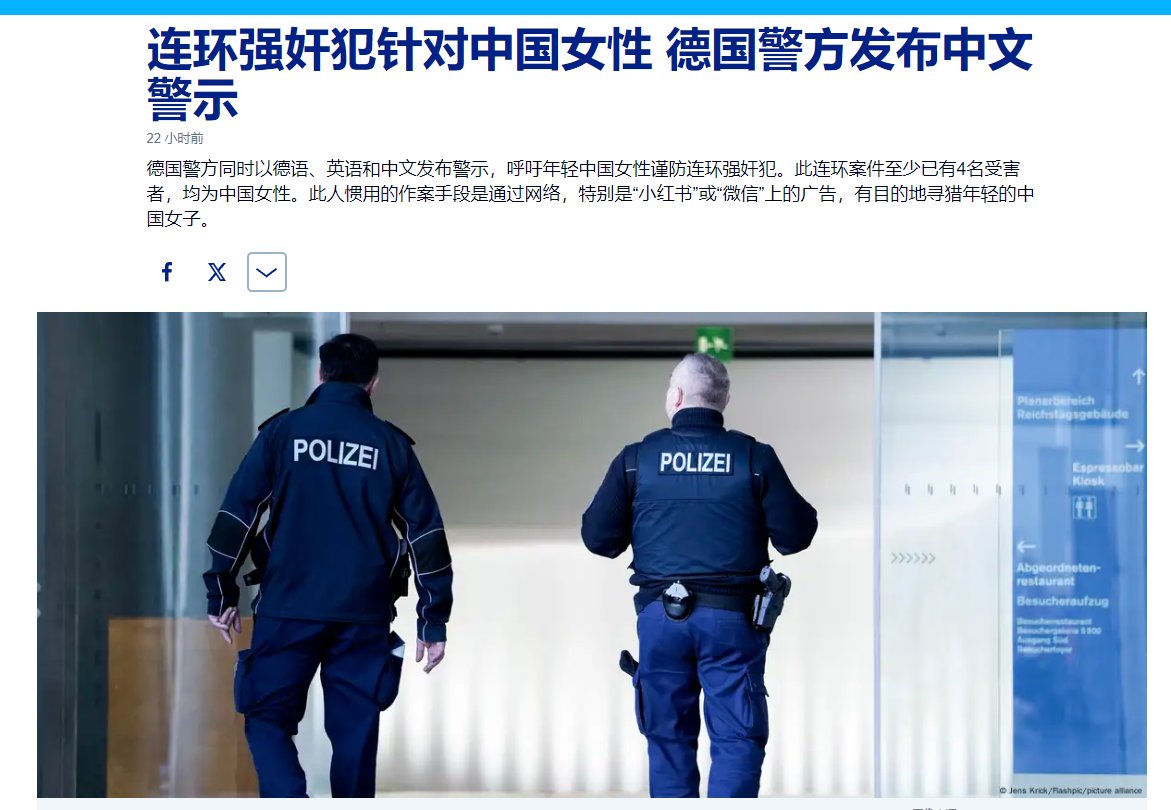 连环强奸犯针对中国女性 德国警方发布中文
警示
22 小时前
德国警方同时以德语、英语和中文发布警示，呼吁年轻中国女性谨防连环强奸犯。此连环案件至少已有4名受害
者，均为中国女性。此人惯用的作案手段是通过网络，特别是“小红书”或“微信”上的广告，有目的地寻猎年轻的中
国女子。
POLIZEI
POLIZEI
Plenarbereich
Reichstagsgebäude
Espressobar
Kiosk
Abgeordneten-
restaurant
Besucheraufzug
Besucherrestaurant
Ausgang Süd
Besucherfoyer
© Jens Krick/Flashpic/picture alliance